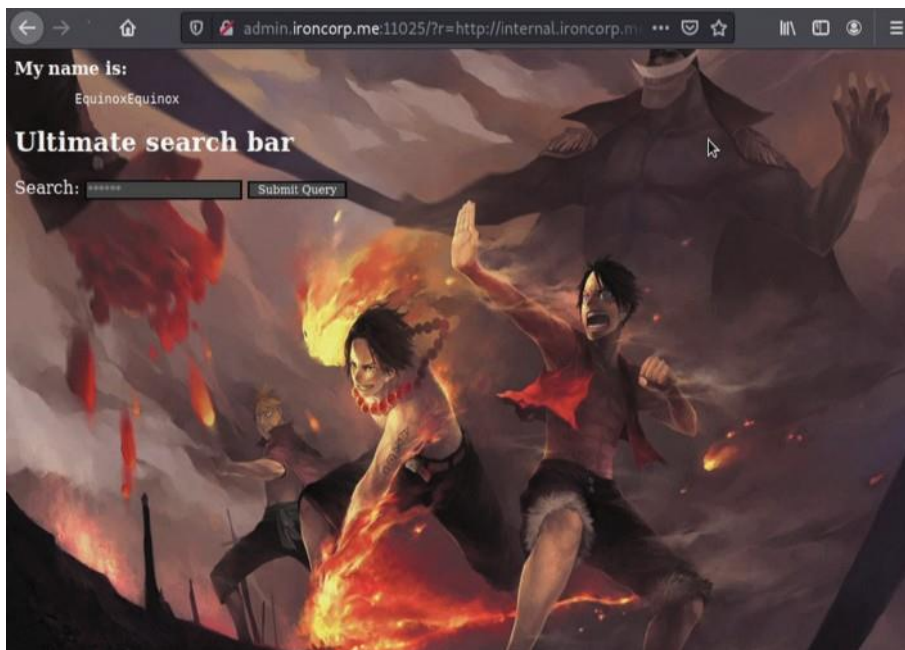 admin.ironcorp.me:11025/?r=http://internal.ironcorp.m
My name is:
EquinoxEquinox
Ultimate search bar
Search: ****** Submit Query